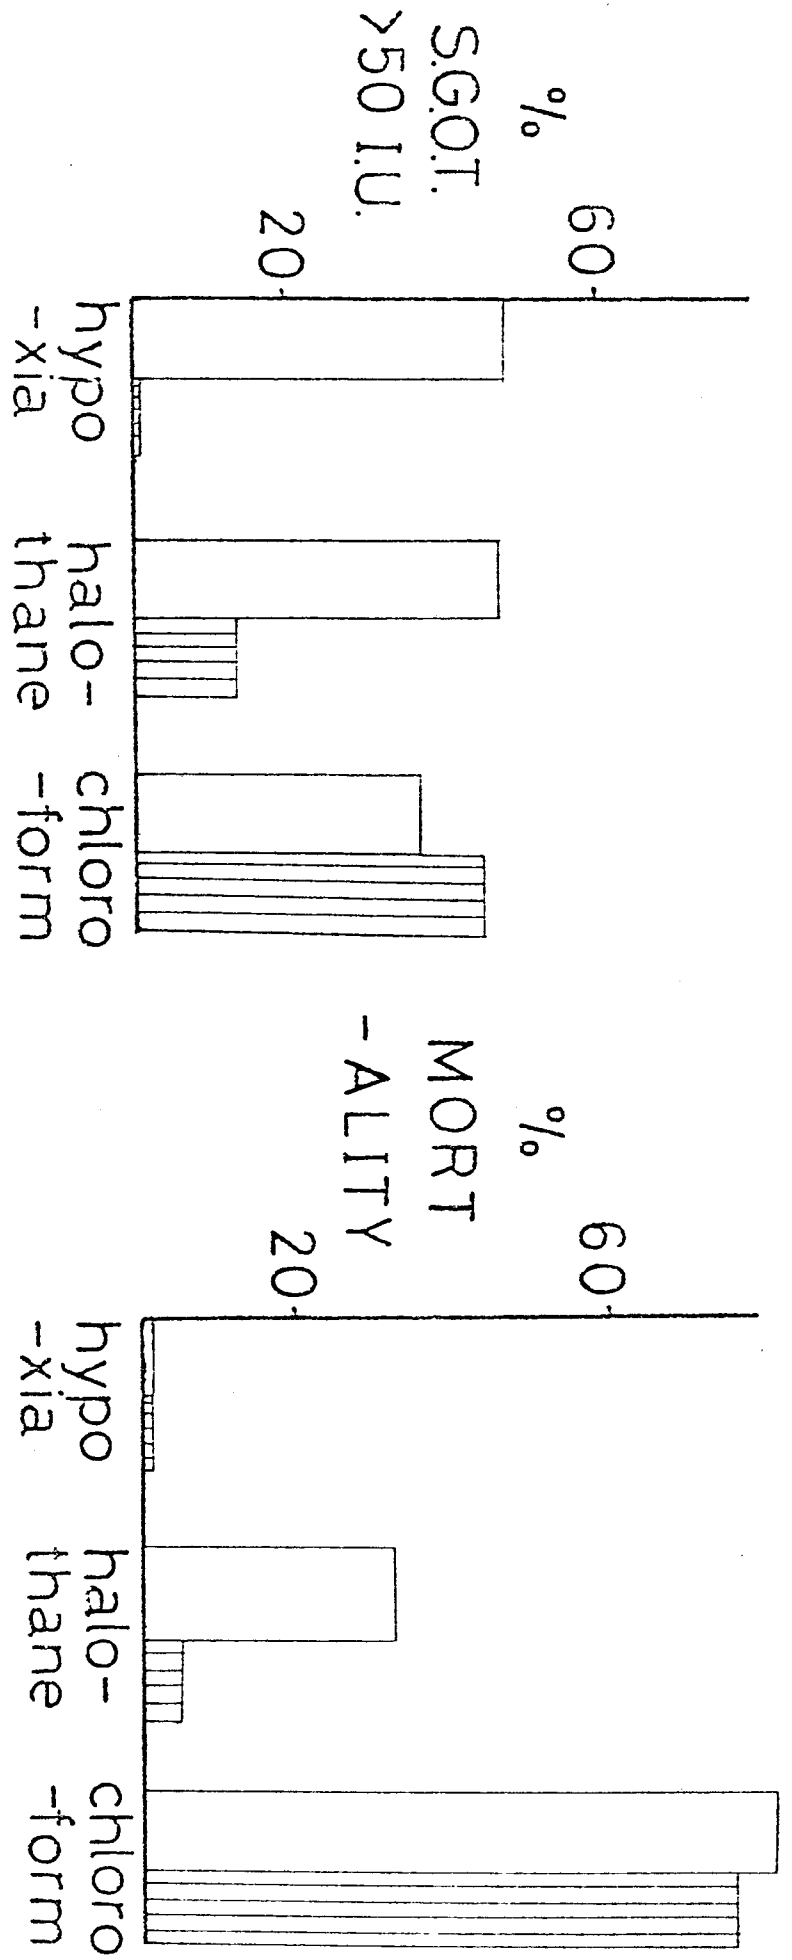 %
S.G.O.T.
>50 I.U.
60
20
hypo
-xia
halo-
thane
chloro
-form
%
MORT
-ALITY
60
20
hypo
-xia
halo-
thane
chloro
-form